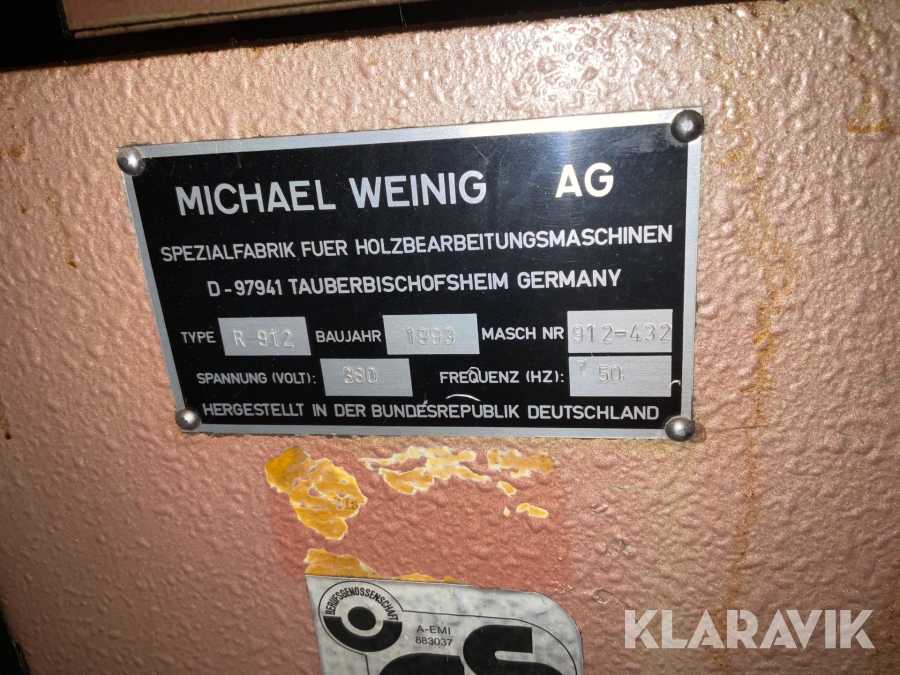 MICHAEL WEINIG AG
SPEZIALFABRIK FUER HOLZBEARBEITUNGSMASCHINEN
D-97941 TAUBERBISCHOFSHEIM GERMANY
TYPE R 912 BAUJAHR 1993 MASCH NR 912-432
SPANNUNG (VOLT): 380 FREQUENZ (HZ): 50
HERGESTELLT IN DER BUNDESREPUBLIK DEUTSCHLAND
BERUFSGENOSSENSCHAFT
A-EMI
883037
GS
KLARAVIK